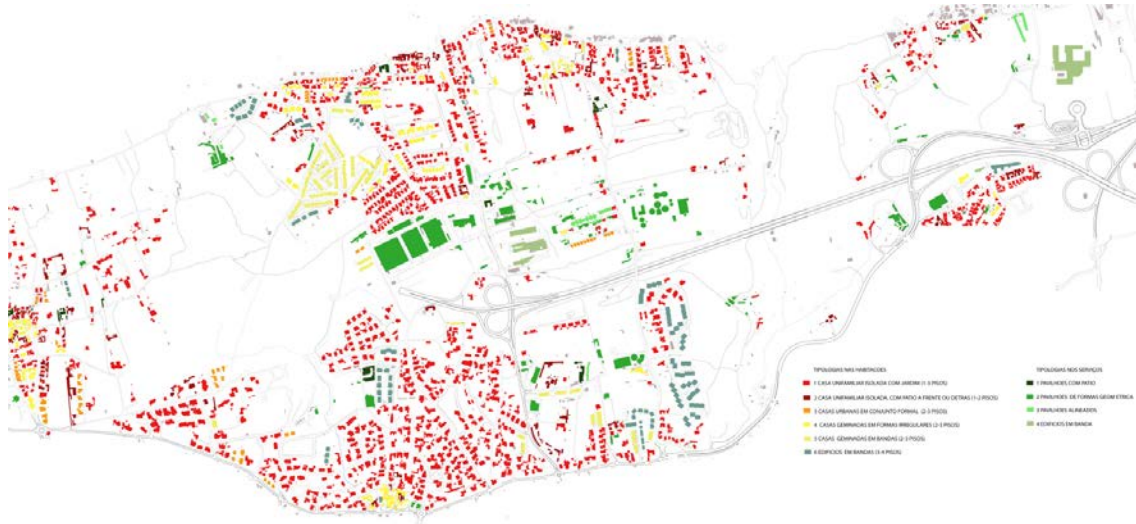 TIPOLOGIAS NAS HABITAÇOES
1 CASA UNIFAMILIAR ISOLADA COM JARDIM (1-3 PISOS)
2 CASA UNIFAMILIAR ISOLADA, COM PATIO A FRENTE OU DETRAS (1-2 PISOS)
3 CASAS URBANAS EM CONJUNTO FORMAL (2-3 PISOS)
4 CASAS GEMINADAS EM FORMAS IRREGULARES (2-3 PISOS)
5 CASAS GEMINADAS EM BANDAS (2-3 PISOS)
6 EDIFICIOS EM BANDAS (3-4 PISOS)
TIPOLOGIAS NOS SERVIÇOS
1 PAVILHOES COM PATIO
2 PAVILHOES DE FORMAS GEOMETRICA
3 PAVILHOES ALINEADOS
4 EDIFICIOS EM BANDA